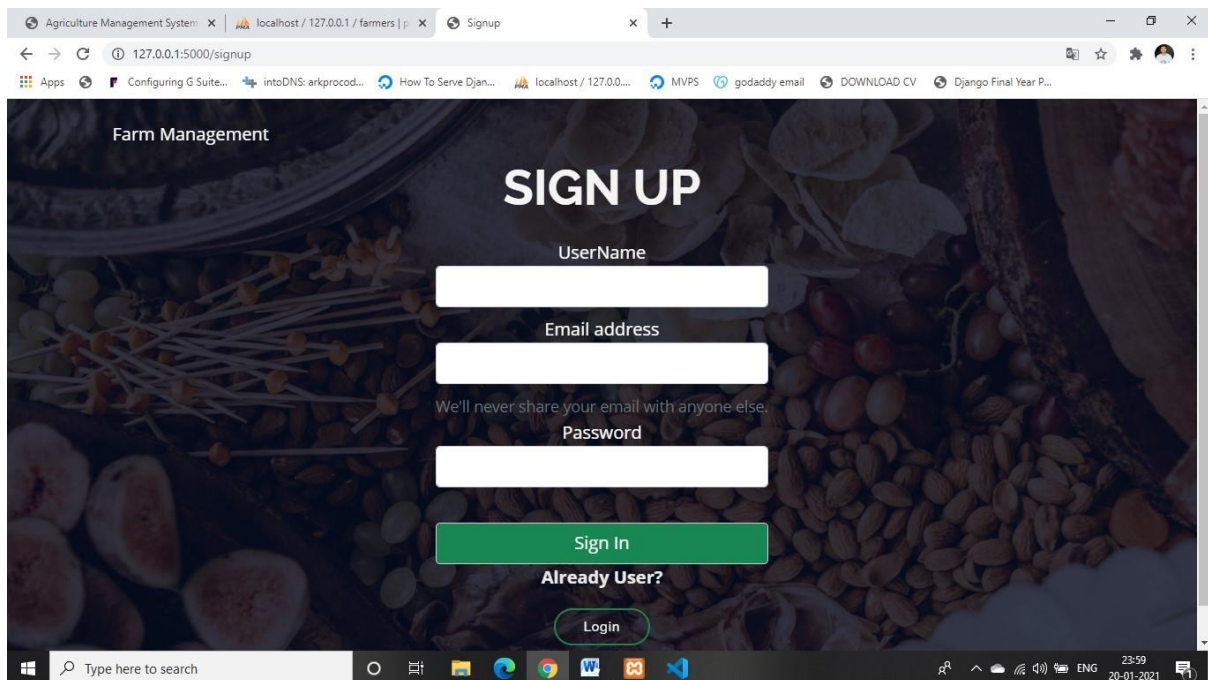 Agriculture Management System
localhost / 127.0.0.1 / farmers | p
Signup
127.0.0.1:5000/signup
Apps
Configuring G Suite...
intoDNS: arkprocod...
How To Serve Djan...
localhost / 127.0.0....
MVPS
godaddy email
DOWNLOAD CV
Django Final Year P...
Farm Management
SIGN UP
UserName
Email address
We'll never share your email with anyone else.
Password
Sign In
Already User?
Login
Type here to search
ENG
23:59
20-01-2021